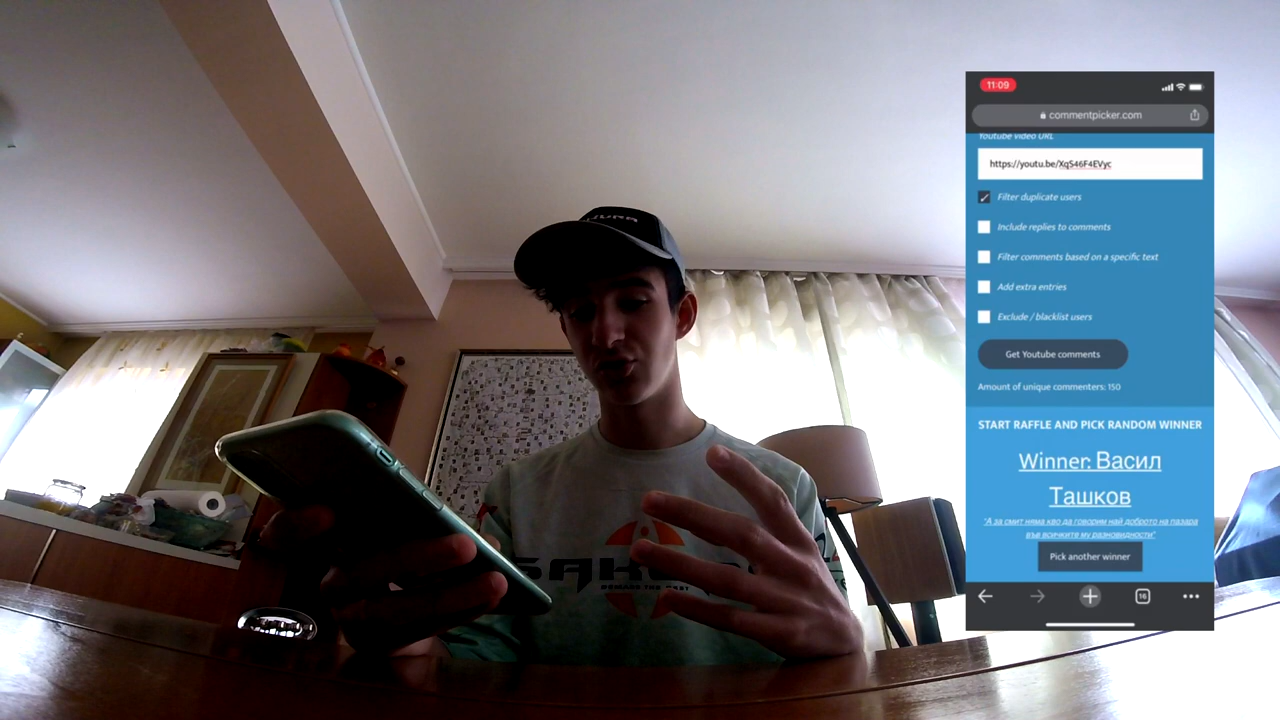 11:09
commentpicker.com
Youtube video URL
https://youtu.be/XqS46F4EVyc
Filter duplicate users
Include replies to comments
Filter comments based on a specific text
Add extra entries
Exclude / blacklist users
Get Youtube comments
Amount of unique commenters: 150
START RAFFLE AND PICK RANDOM WINNER
Winner: Васил
Ташков
"А за смит няма кво да говорим най доброто на пазара
във всичките му разновидности"
Pick another winner
16